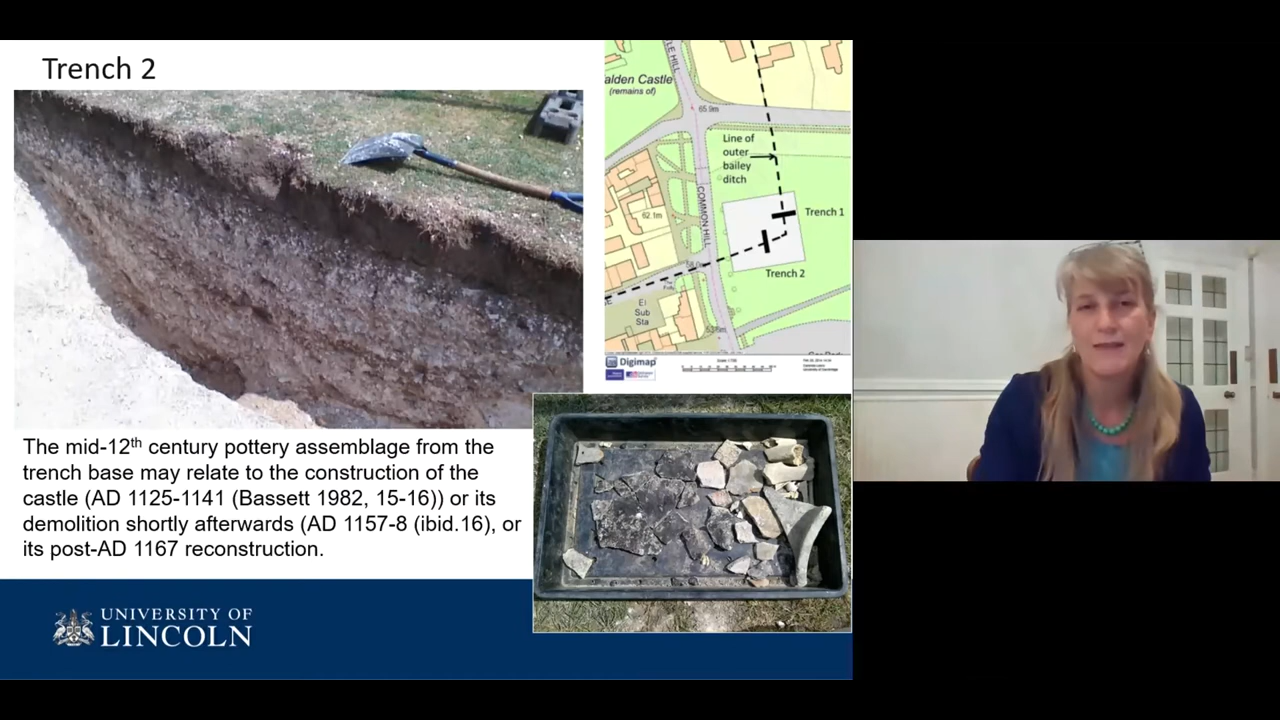 Trench 2
The mid-12th century pottery assemblage from the
trench base may relate to the construction of the
castle (AD 1125-1141 (Bassett 1982, 15-16)) or its
demolition shortly afterwards (AD 1157-8 (ibid.16), or
its post-AD 1167 reconstruction.
UNIVERSITY OF
LINCOLN
LE HILL
alden Castle
(remains of)
65.9m
Line of
outer
bailey
ditch
COMMON HILL
62.1m
Trench 1
Trench 2
El
Sub
Sta
Digimap